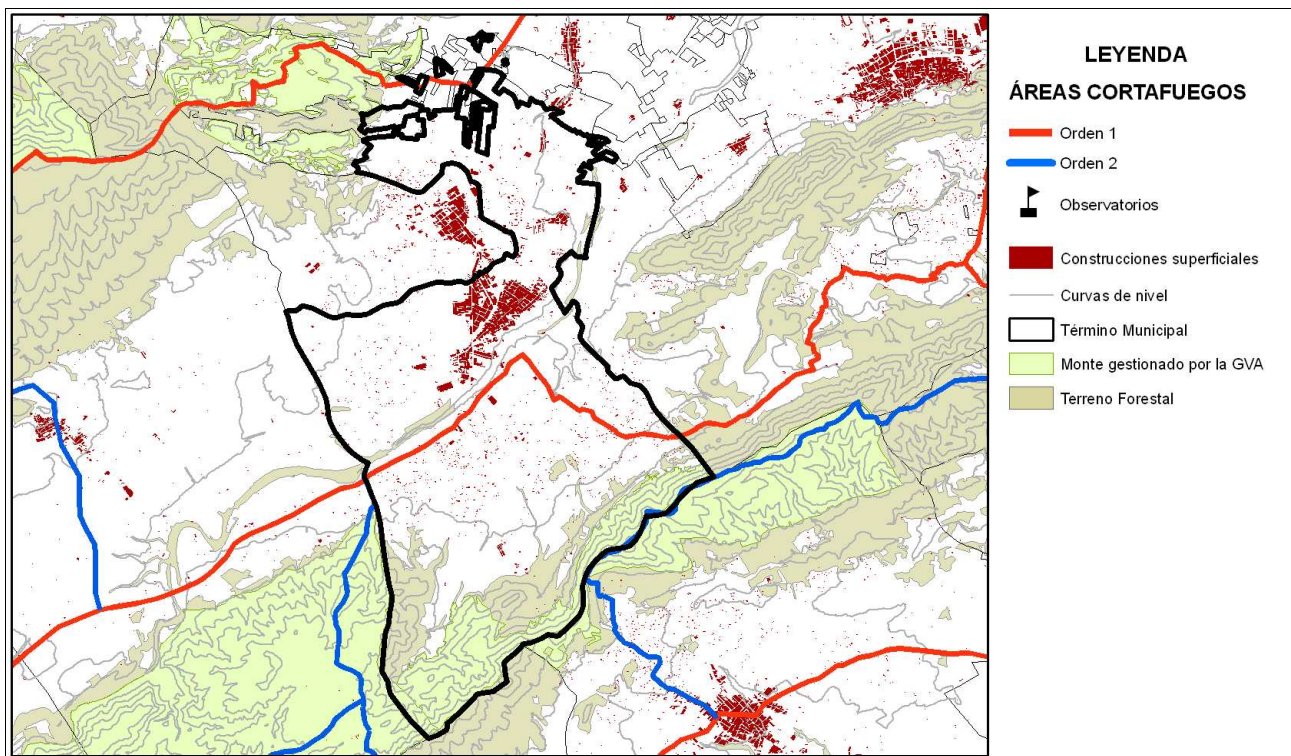 LEYENDA
ÁREAS CORTAFUEGOS
Orden 1
Orden 2
Observatorios
Construcciones superficiales
Curvas de nivel
Término Municipal
Monte gestionado por la GVA
Terreno Forestal